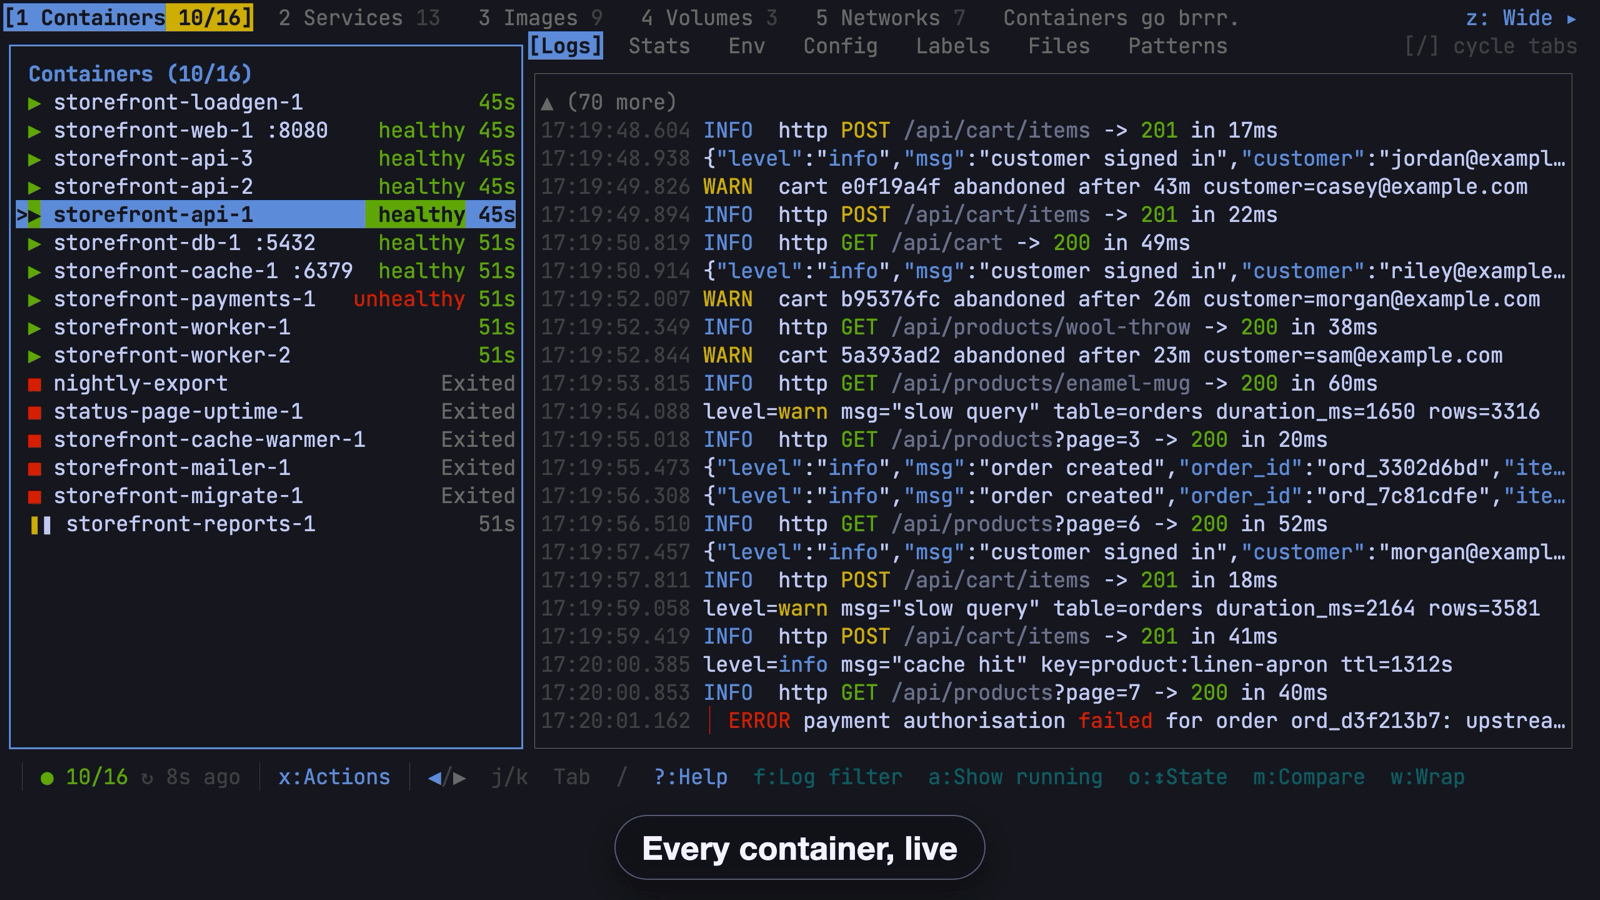 [1 Containers 10/16] 2 Services 13 3 Images 9 4 Volumes 3 5 Networks 7 Containers go brrr. z: Wide ▸
[Logs] Stats Env Config Labels Files Patterns [/] cycle tabs
Containers (10/16)
▶ storefront-loadgen-1 45s
▶ storefront-web-1 :8080 healthy 45s
▶ storefront-api-3 healthy 45s
▶ storefront-api-2 healthy 45s
>▶ storefront-api-1 healthy 45s
▶ storefront-db-1 :5432 healthy 51s
▶ storefront-cache-1 :6379 healthy 51s
▶ storefront-payments-1 unhealthy 51s
▶ storefront-worker-1 51s
▶ storefront-worker-2 51s
■ nightly-export Exited
■ status-page-uptime-1 Exited
■ storefront-cache-warmer-1 Exited
■ storefront-mailer-1 Exited
■ storefront-migrate-1 Exited
storefront-reports-1 51s
▲ (70 more)
17:19:48.604 INFO http POST /api/cart/items -> 201 in 17ms
17:19:48.938 {"level":"info","msg":"customer signed in","customer":"jordan@exampl…
17:19:49.826 WARN cart e0f19a4f abandoned after 43m customer=casey@example.com
17:19:49.894 INFO http POST /api/cart/items -> 201 in 22ms
17:19:50.819 INFO http GET /api/cart -> 200 in 49ms
17:19:50.914 {"level":"info","msg":"customer signed in","customer":"riley@example…
17:19:52.007 WARN cart b95376fc abandoned after 26m customer=morgan@example.com
17:19:52.349 INFO http GET /api/products/wool-throw -> 200 in 38ms
17:19:52.844 WARN cart 5a393ad2 abandoned after 23m customer=sam@example.com
17:19:53.815 INFO http GET /api/products/enamel-mug -> 200 in 60ms
17:19:54.088 level=warn msg="slow query" table=orders duration_ms=1650 rows=3316
17:19:55.018 INFO http GET /api/products?page=3 -> 200 in 20ms
17:19:55.473 {"level":"info","msg":"order created","order_id":"ord_3302d6bd","ite…
17:19:56.308 {"level":"info","msg":"order created","order_id":"ord_7c81cdfe","ite…
17:19:56.510 INFO http GET /api/products?page=6 -> 200 in 52ms
17:19:57.457 {"level":"info","msg":"customer signed in","customer":"morgan@exampl…
17:19:57.811 INFO http POST /api/cart/items -> 201 in 18ms
17:19:59.058 level=warn msg="slow query" table=orders duration_ms=2164 rows=3581
17:19:59.419 INFO http POST /api/cart/items -> 201 in 41ms
17:20:00.385 level=info msg="cache hit" key=product:linen-apron ttl=1312s
17:20:00.853 INFO http GET /api/products?page=7 -> 200 in 40ms
17:20:01.162 │ ERROR payment authorisation failed for order ord_d3f213b7: upstrea…
● 10/16 ↻ 8s ago │ x:Actions │ ◀/▶ j/k Tab / ?:Help f:Log filter a:Show running o:↕State m:Compare w:Wrap
Every container, live